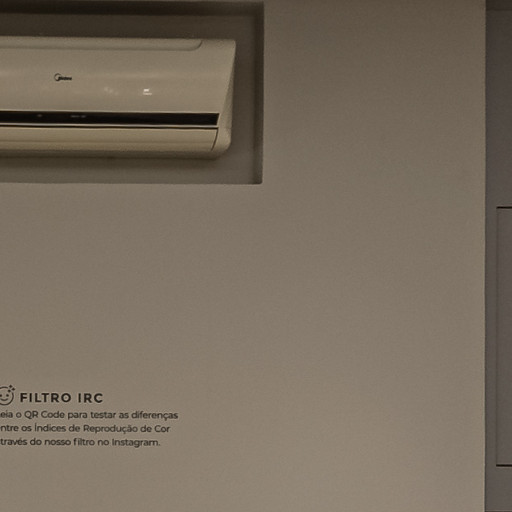 Midea
FILTRO IRC
eia o QR Code para testar as diferenças
ntre os Índices de Reprodução de Cor
través do nosso filtro no Instagram.